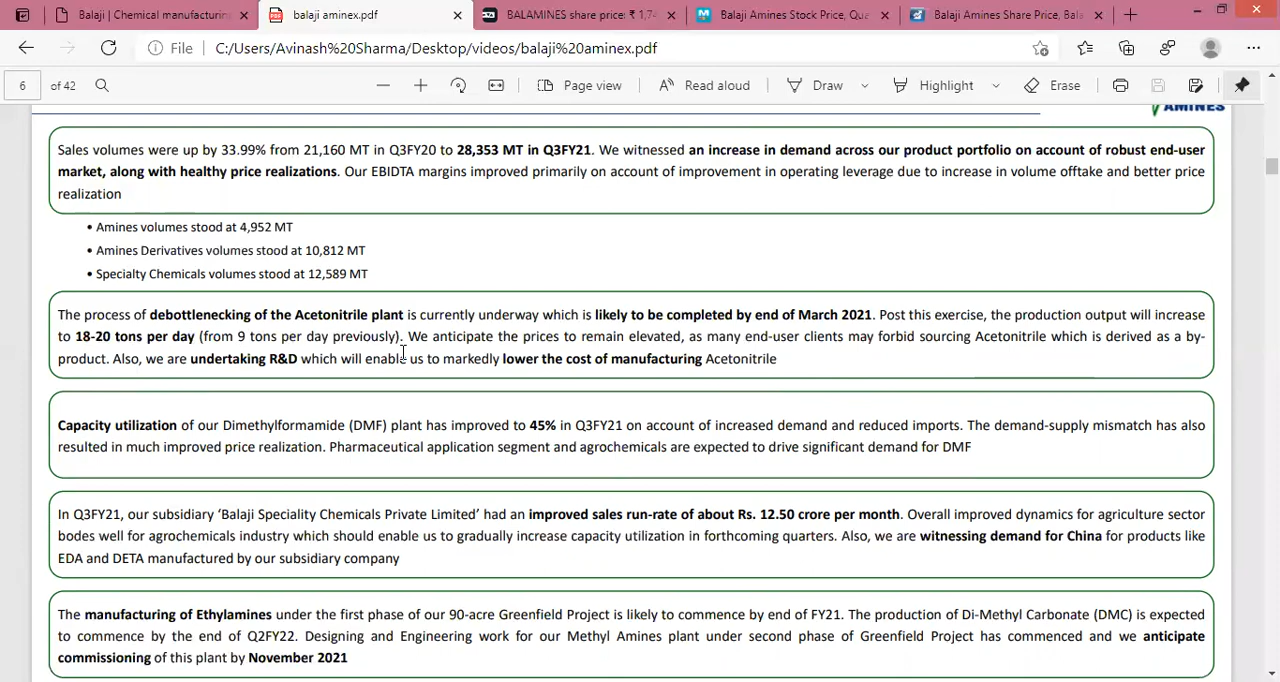 Balaji | Chemical manufacturin
balaji aminex.pdf
BALAMINES share price: ₹ 1,74
Balaji Amines Stock Price, Quo
Balaji Amines Share Price, Bala
File C:/Users/Avinash%20Sharma/Desktop/videos/balaji%20aminex.pdf
6 of 42
Page view
Read aloud
Draw
Highlight
Erase
AMINES
Sales volumes were up by 33.99% from 21,160 MT in Q3FY20 to 28,353 MT in Q3FY21. We witnessed an increase in demand across our product portfolio on account of robust end-user
market, along with healthy price realizations. Our EBIDTA margins improved primarily on account of improvement in operating leverage due to increase in volume offtake and better price
realization
• Amines volumes stood at 4,952 MT
• Amines Derivatives volumes stood at 10,812 MT
• Specialty Chemicals volumes stood at 12,589 MT
The process of debottlenecking of the Acetonitrile plant is currently underway which is likely to be completed by end of March 2021. Post this exercise, the production output will increase
to 18-20 tons per day (from 9 tons per day previously). We anticipate the prices to remain elevated, as many end-user clients may forbid sourcing Acetonitrile which is derived as a by-
product. Also, we are undertaking R&D which will enable us to markedly lower the cost of manufacturing Acetonitrile
Capacity utilization of our Dimethylformamide (DMF) plant has improved to 45% in Q3FY21 on account of increased demand and reduced imports. The demand-supply mismatch has also
resulted in much improved price realization. Pharmaceutical application segment and agrochemicals are expected to drive significant demand for DMF
In Q3FY21, our subsidiary 'Balaji Speciality Chemicals Private Limited' had an improved sales run-rate of about Rs. 12.50 crore per month. Overall improved dynamics for agriculture sector
bodes well for agrochemicals industry which should enable us to gradually increase capacity utilization in forthcoming quarters. Also, we are witnessing demand for China for products like
EDA and DETA manufactured by our subsidiary company
The manufacturing of Ethylamines under the first phase of our 90-acre Greenfield Project is likely to commence by end of FY21. The production of Di-Methyl Carbonate (DMC) is expected
to commence by the end of Q2FY22. Designing and Engineering work for our Methyl Amines plant under second phase of Greenfield Project has commenced and we anticipate
commissioning of this plant by November 2021